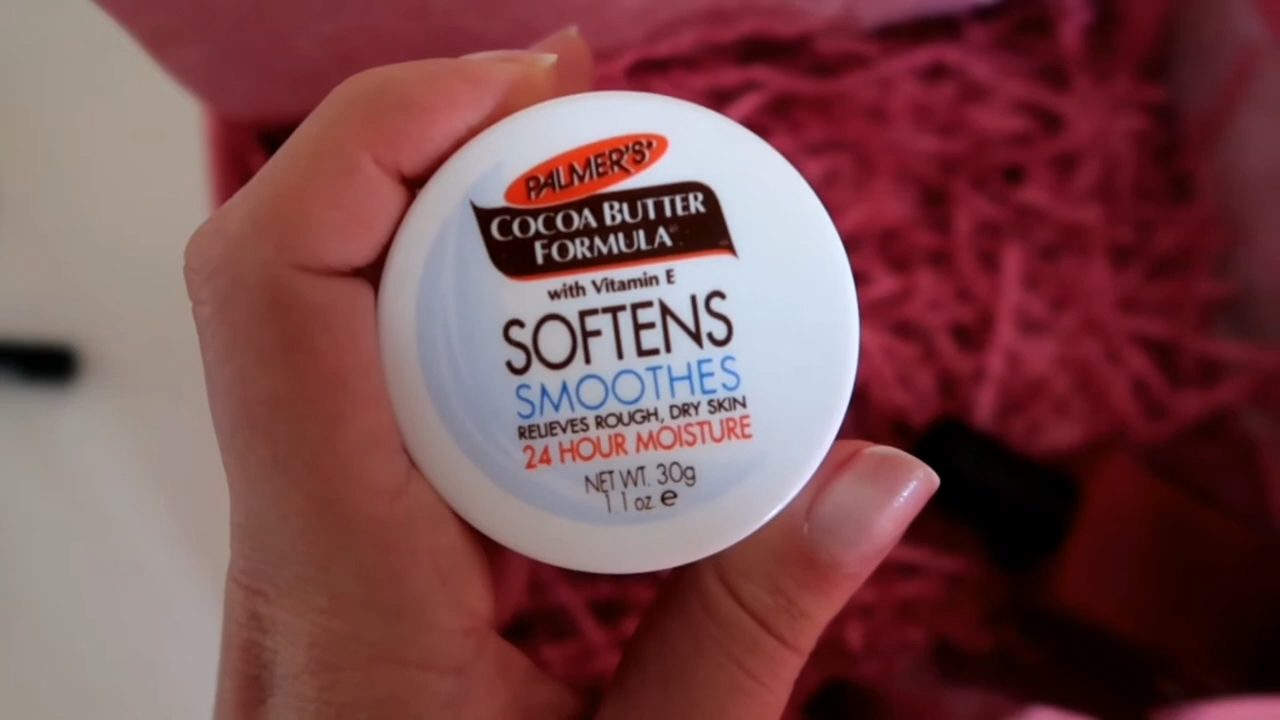 PALMER'S
COCOA BUTTER
FORMULA
with Vitamin E
SOFTENS
SMOOTHES
RELIEVES ROUGH, DRY SKIN
24 HOUR MOISTURE
NET WT. 30g
1.1 oz. e